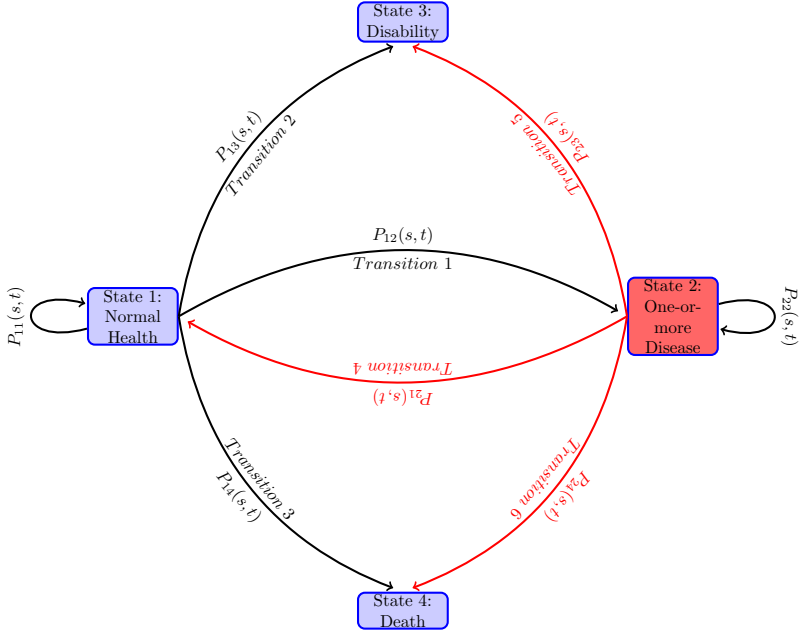 State 3:
Disability
P₁₃(s, t)
Transition 2
P₂₃(s, t)
Transition 5
P₁₂(s, t)
Transition 1
P₁₁(s, t)
State 1:
Normal
Health
State 2:
One-or-
more
Disease
P₂₂(s, t)
Transition 4
P₂₁(s, t)
Transition 3
P₁₄(s, t)
Transition 6
P₂₄(s, t)
State 4:
Death